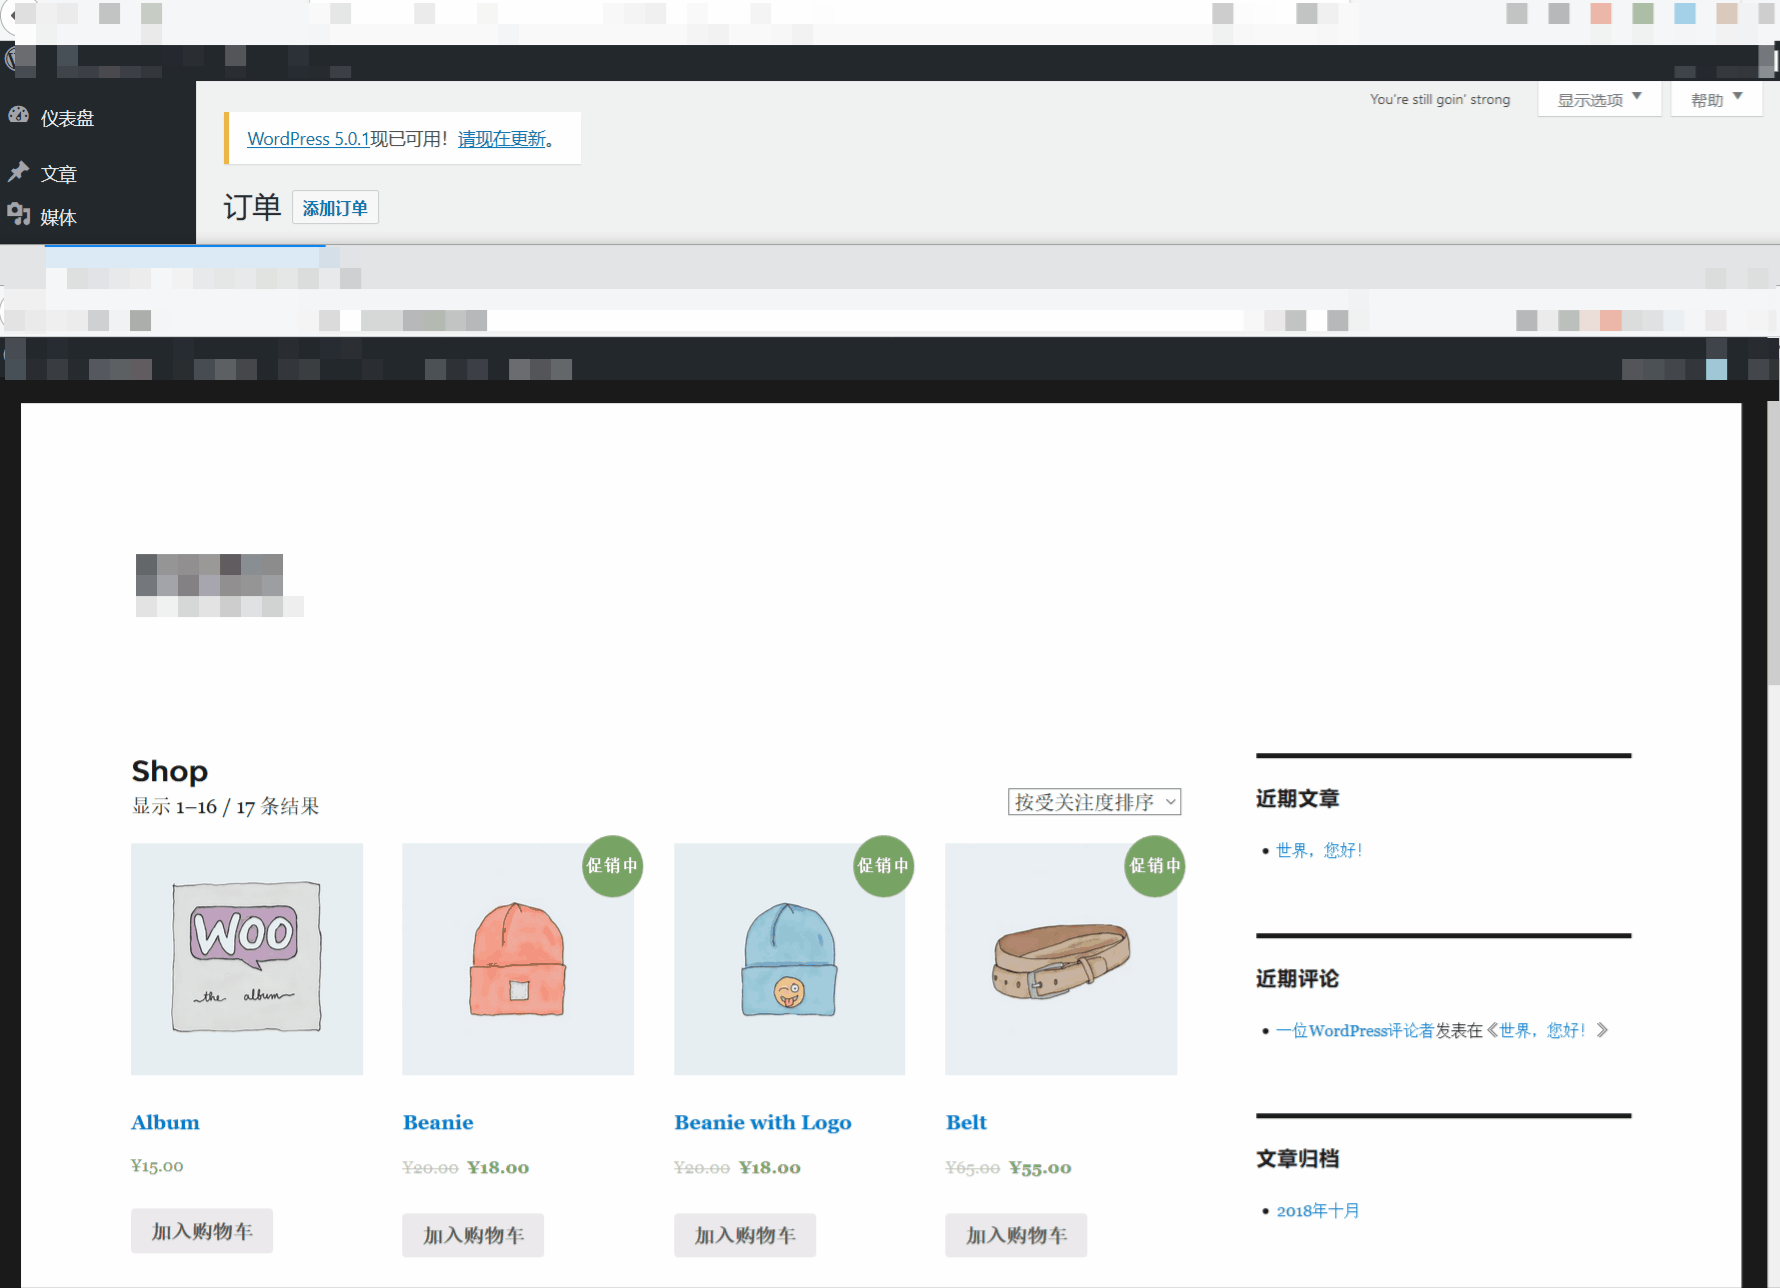 You're still goin' strong
显示选项
帮助
仪表盘
文章
媒体
WordPress 5.0.1现已可用！请现在更新。
订单
添加订单
Shop
显示 1–16 / 17 条结果
按受关注度排序
促销中
促销中
促销中
WOO
the album
Album
¥15.00
加入购物车
Beanie
¥20.00 ¥18.00
加入购物车
Beanie with Logo
¥20.00 ¥18.00
加入购物车
Belt
¥65.00 ¥55.00
加入购物车
近期文章
世界，您好！
近期评论
一位WordPress评论者发表在《世界，您好！》
文章归档
2018年十月